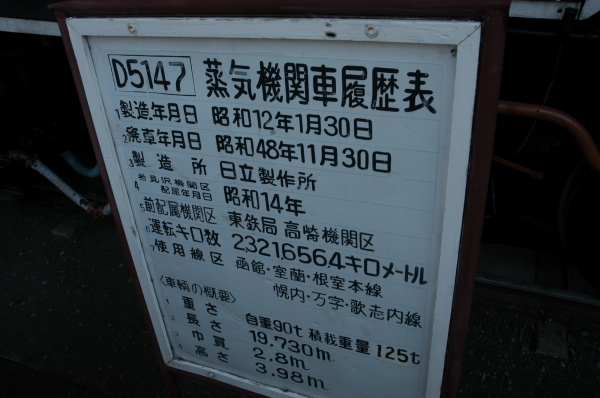 D5147 蒸気機関車履歴表
1 製造年月日 昭和12年1月30日
2 廃車年月日 昭和48年11月30日
3 製造所 日立製作所
4 岩見沢機関区配属年月日 昭和14年
5 前配属機関区 東鉄局 高崎機関区
6 運転キロ数 2,321,656.4キロメートル
7 使用線区 函館・室蘭・根室本線
幌内・万字・歌志内線
〈車輌の概要〉
1 重さ 自重90t 積載重量125t
2 長さ 19,730m
3 巾員 2.8m
4 高さ 3.98m